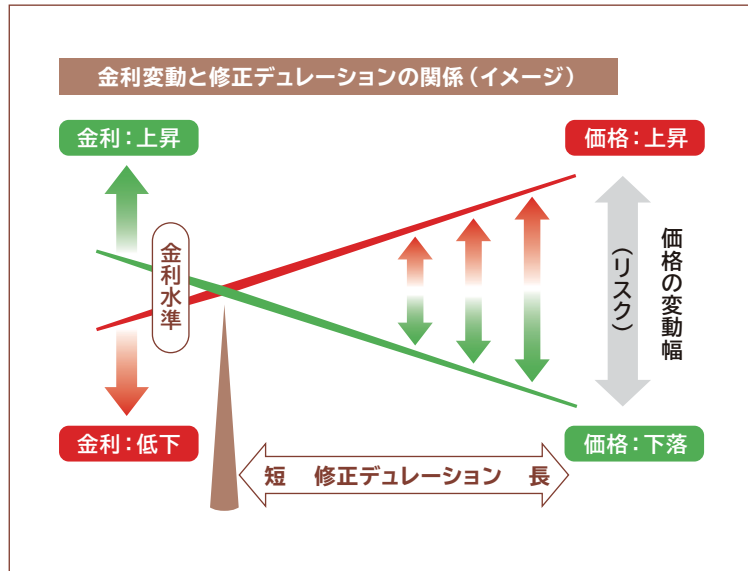 金利変動と修正デュレーションの関係（イメージ）
金利：上昇
価格：上昇
金利水準
価格の変動幅
（リスク）
金利：低下
価格：下落
短 修正デュレーション 長